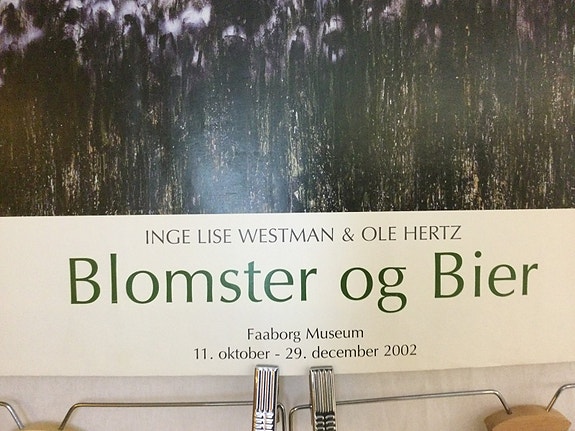 INGE LISE WESTMAN & OLE HERTZ
Blomster og Bier
Faaborg Museum
11. oktober - 29. december 2002